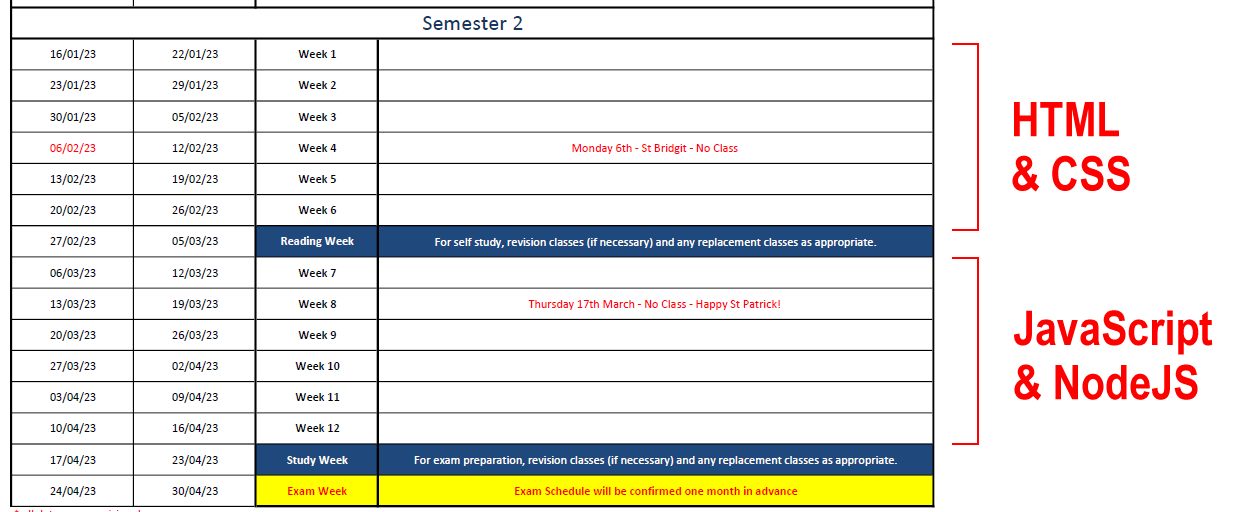 Semester 2
16/01/23 22/01/23 Week 1
23/01/23 29/01/23 Week 2
30/01/23 05/02/23 Week 3
06/02/23 12/02/23 Week 4 Monday 6th - St Bridgit - No Class
13/02/23 19/02/23 Week 5
20/02/23 26/02/23 Week 6
27/02/23 05/03/23 Reading Week For self study, revision classes (if necessary) and any replacement classes as appropriate.
06/03/23 12/03/23 Week 7
13/03/23 19/03/23 Week 8 Thursday 17th March - No Class - Happy St Patrick!
20/03/23 26/03/23 Week 9
27/03/23 02/04/23 Week 10
03/04/23 09/04/23 Week 11
10/04/23 16/04/23 Week 12
17/04/23 23/04/23 Study Week For exam preparation, revision classes (if necessary) and any replacement classes as appropriate.
24/04/23 30/04/23 Exam Week Exam Schedule will be confirmed one month in advance
HTML
& CSS
JavaScript
& NodeJS